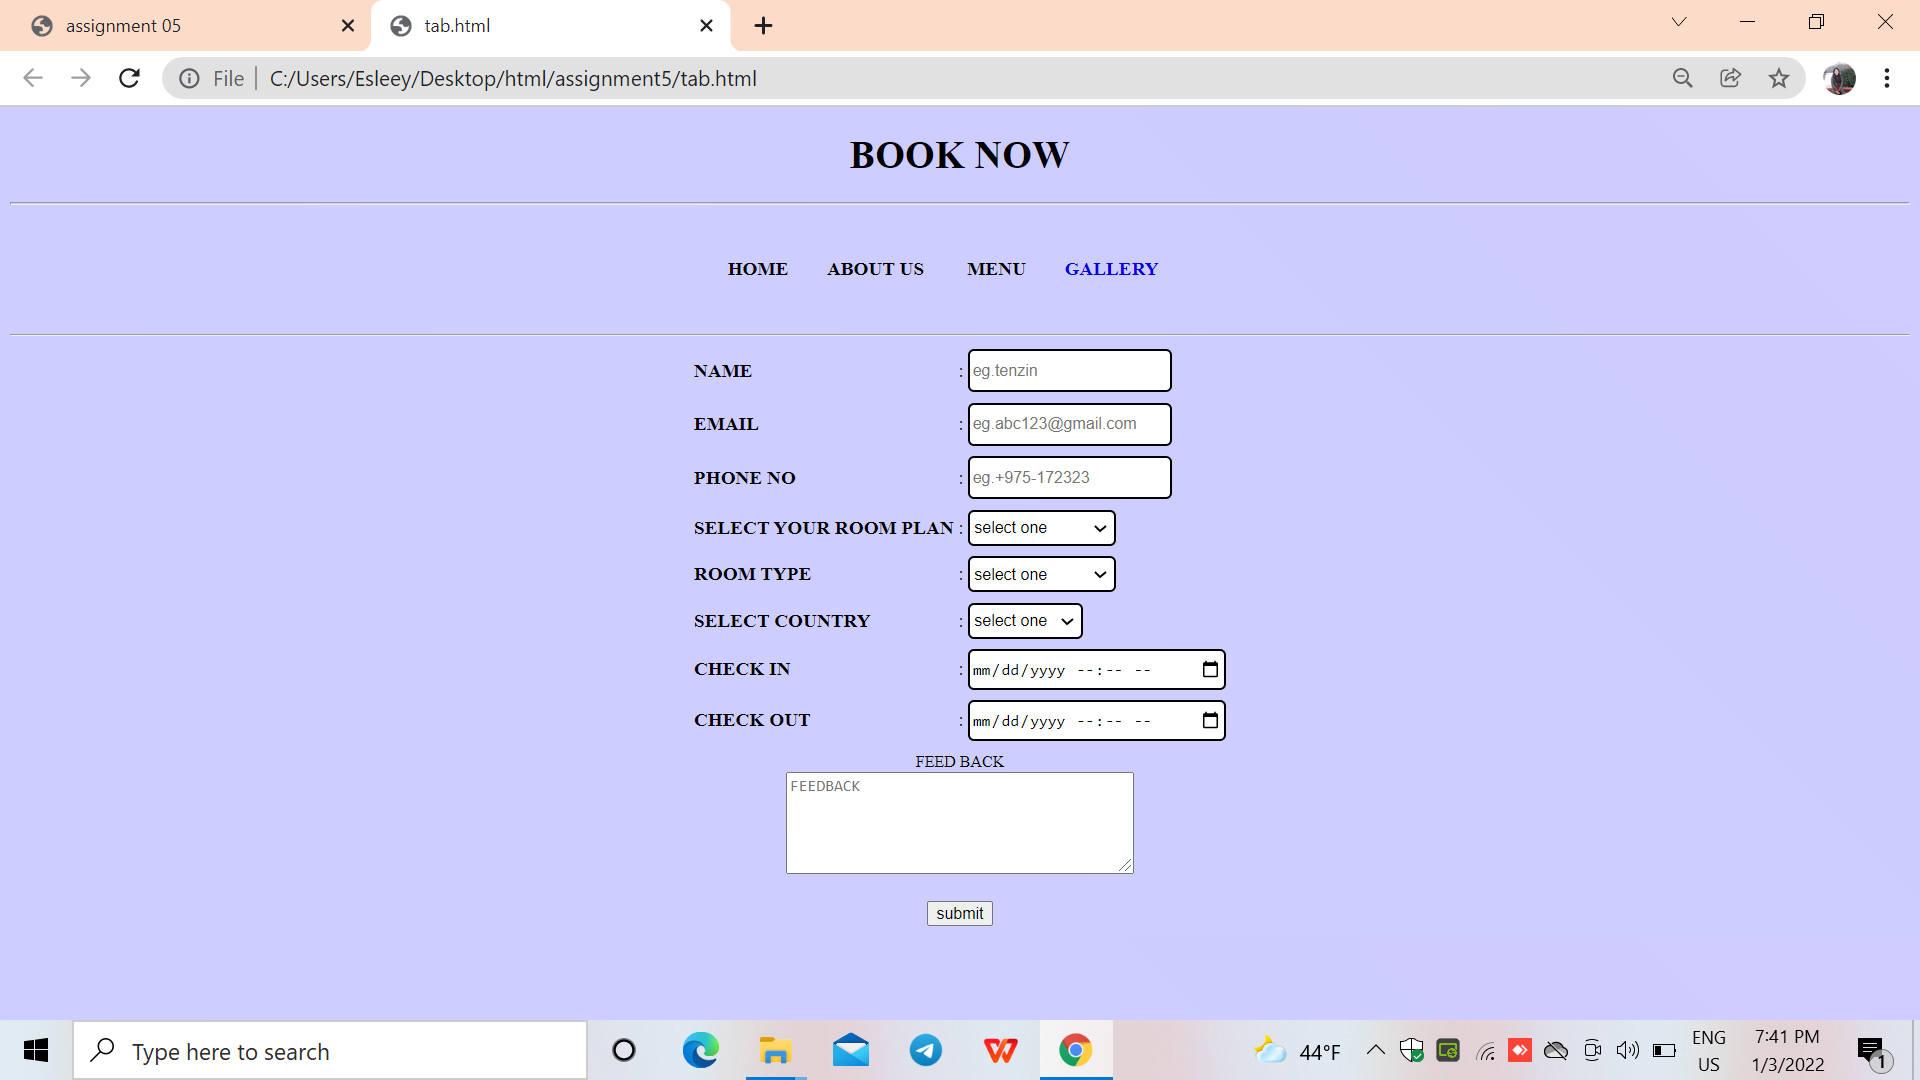 assignment 05
tab.html
File
C:/Users/Esleey/Desktop/html/assignment5/tab.html
BOOK NOW
HOME ABOUT US MENU GALLERY
NAME : eg.tenzin
EMAIL : eg.abc123@gmail.com
PHONE NO : eg.+975-172323
SELECT YOUR ROOM PLAN : select one
ROOM TYPE : select one
SELECT COUNTRY : select one
CHECK IN : mm/dd/yyyy --:-- --
CHECK OUT : mm/dd/yyyy --:-- --
FEED BACK
FEEDBACK
submit
Type here to search
44°F
ENG
US
7:41 PM
1/3/2022
1